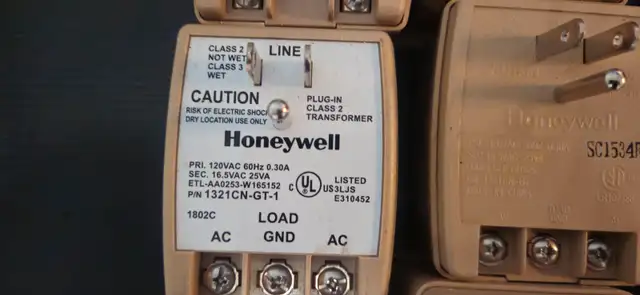 CLASS 2
NOT WET
CLASS 3
WET
LINE
CAUTION
RISK OF ELECTRIC SHOCK
DRY LOCATION USE ONLY
PLUG-IN
CLASS 2
TRANSFORMER
Honeywell
PRI. 120VAC 60Hz 0.30A
SEC. 16.5VAC 25VA
ETL-AA0253-W165152
P/N 1321CN-GT-1
C UL US
LISTED
3LJS
E310452
1802C
LOAD
AC GND AC
Honeywell